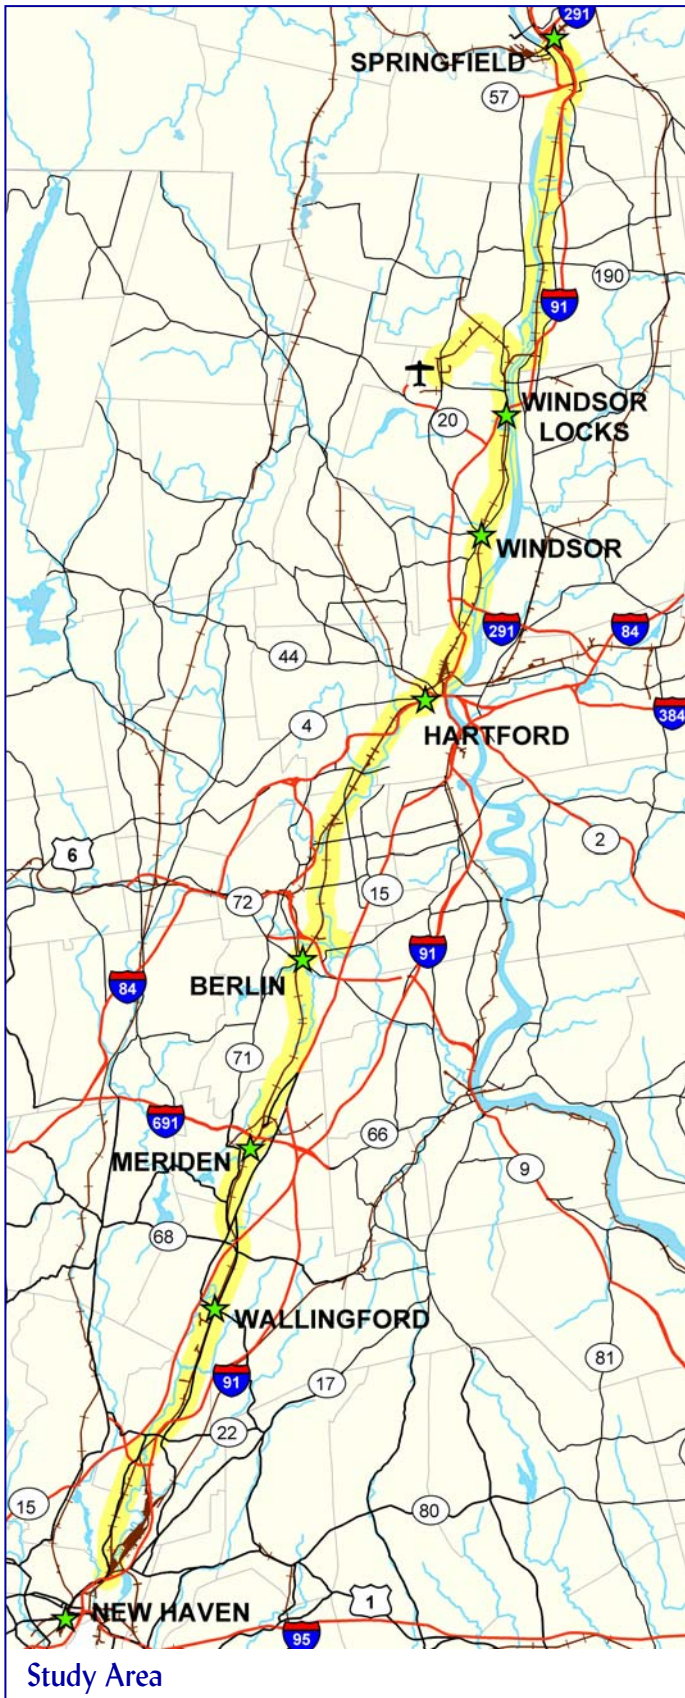 291
SPRINGFIELD
57
190
91
WINDSOR
LOCKS
20
WINDSOR
291
84
44
384
4
HARTFORD
2
6
72
15
91
BERLIN
84
71
691
66
MERIDEN
9
68
WALLINGFORD
81
91
17
22
15
80
1
NEW HAVEN
95
Study Area